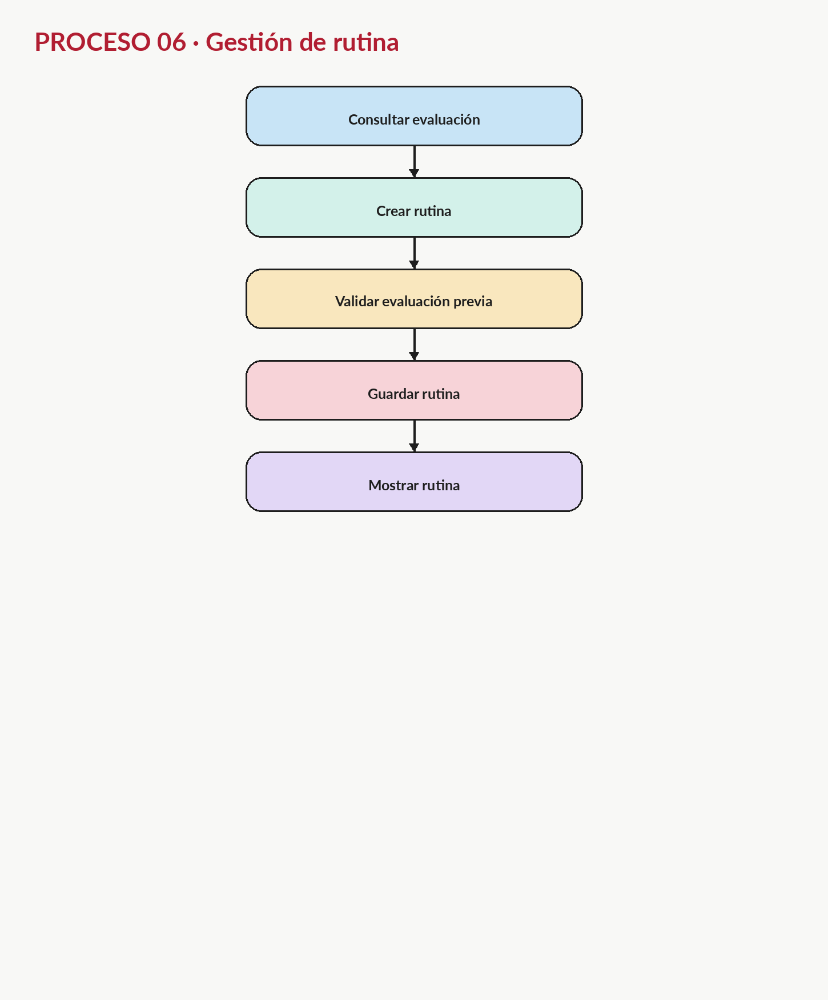 PROCESO 06 · Gestión de rutina
Consultar evaluación
Crear rutina
Validar evaluación previa
Guardar rutina
Mostrar rutina